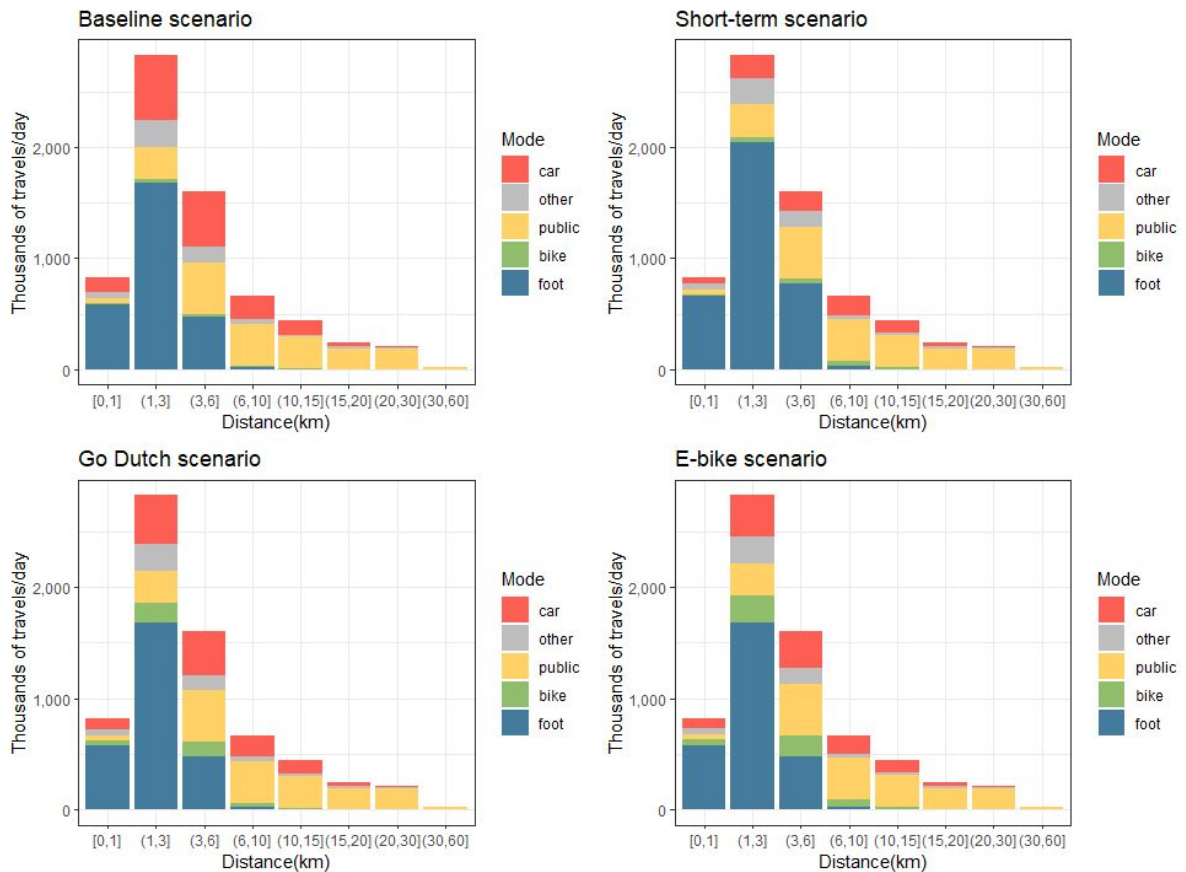 Baseline scenario
Thousands of travels/day
2,000
1,000
0
[0,1] (1,3] (3,6] (6,10] (10,15] (15,20] (20,30] (30,60]
Distance(km)
Mode
car
other
public
bike
foot
Short-term scenario
Thousands of travels/day
2,000
1,000
0
[0,1] (1,3] (3,6] (6,10] (10,15] (15,20] (20,30] (30,60]
Distance(km)
Mode
car
other
public
bike
foot
Go Dutch scenario
Thousands of travels/day
2,000
1,000
0
[0,1] (1,3] (3,6] (6,10] (10,15] (15,20] (20,30] (30,60]
Distance(km)
Mode
car
other
public
bike
foot
E-bike scenario
Thousands of travels/day
2,000
1,000
0
[0,1] (1,3] (3,6] (6,10] (10,15] (15,20] (20,30] (30,60]
Distance(km)
Mode
car
other
public
bike
foot